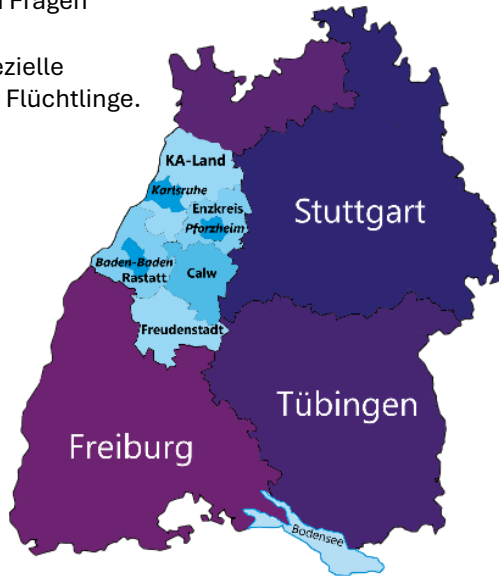 Fragen
ezielle
Flüchtlinge.
KA-Land
Karlsruhe
Enzkreis
Pforzheim
Stuttgart
Baden-Baden
Rastatt
Calw
Freudenstadt
Tübingen
Freiburg
Bodensee